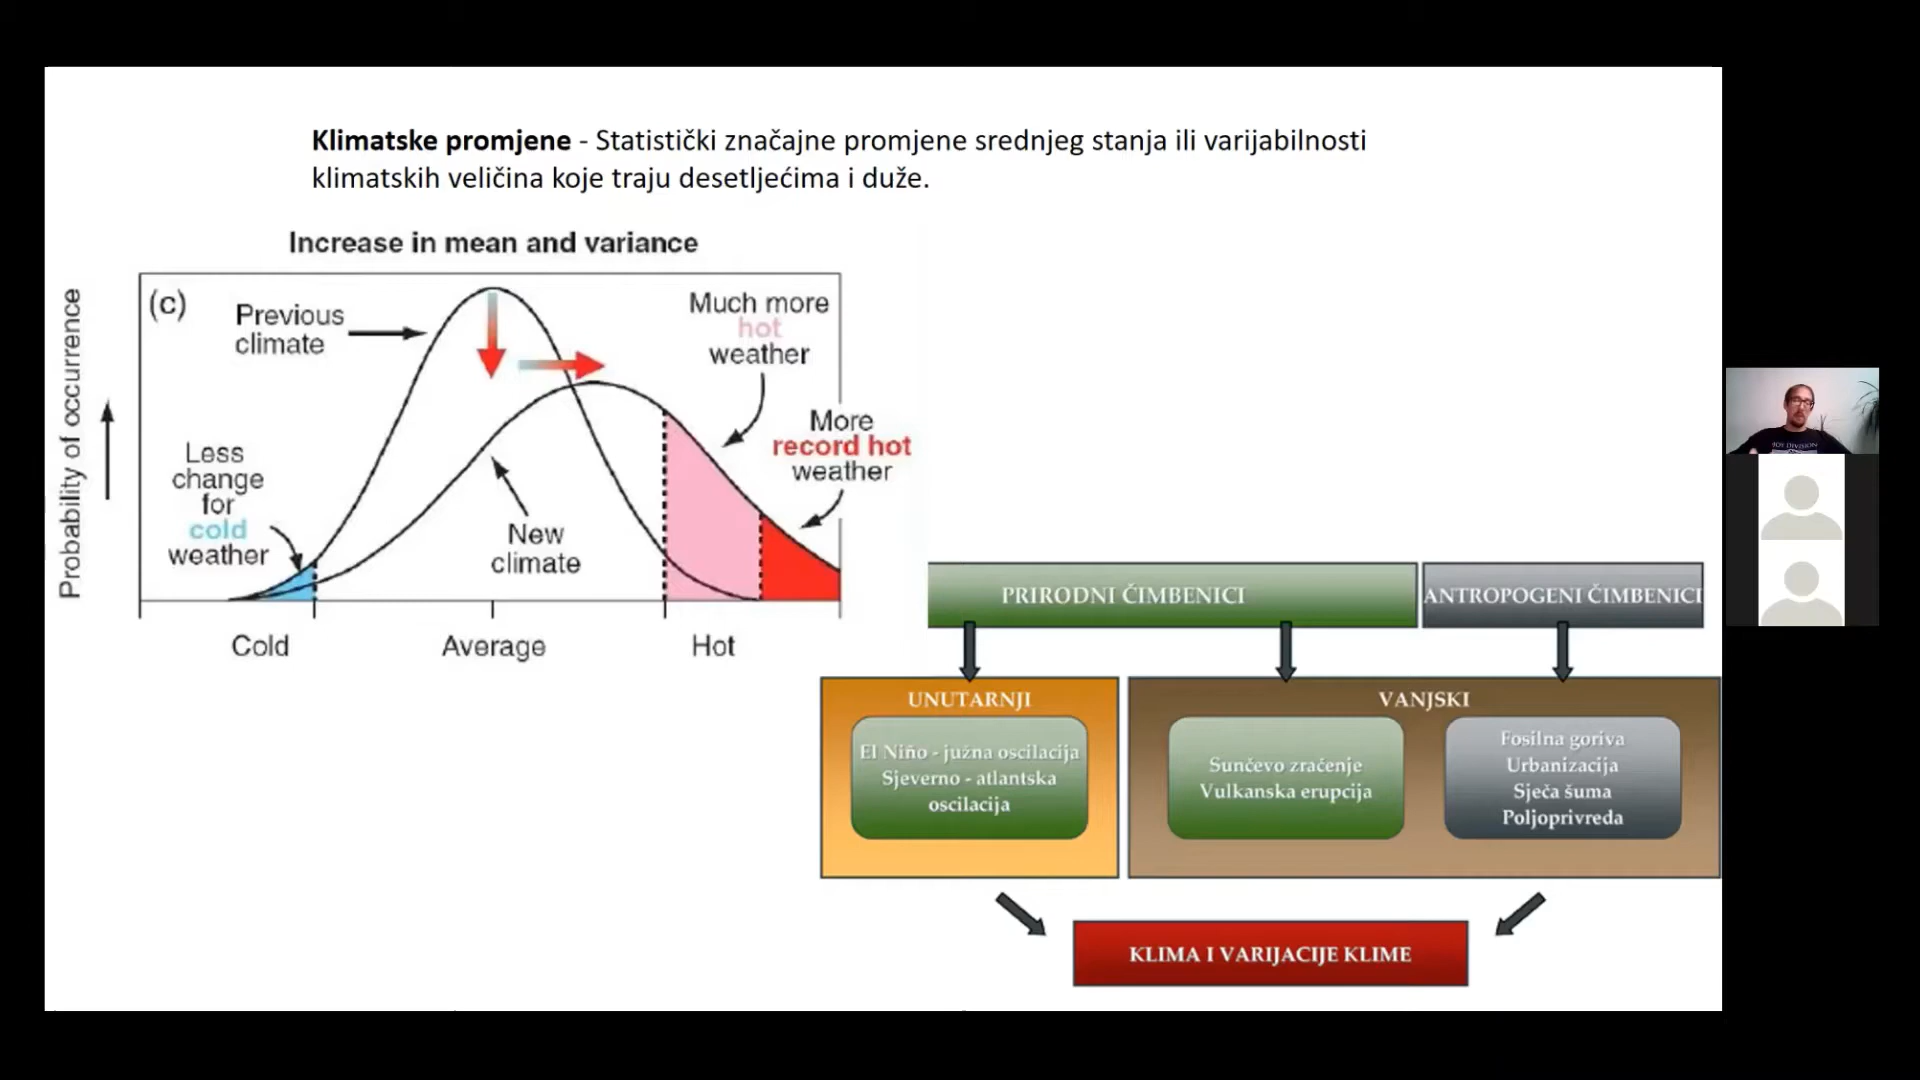 Klimatske promjene - Statistički značajne promjene srednjeg stanja ili varijabilnosti
klimatskih veličina koje traju desetljećima i duže.
Increase in mean and variance
(c)
Previous
climate
Much more
hot
weather
More
record hot
weather
Less
change
for
cold
weather
New
climate
Probability of occurrence
Cold
Average
Hot
PRIRODNI ČIMBENICI
ANTROPOGENI ČIMBENICI
UNUTARNJI
El Niño - južna oscilacija
Sjeverno - atlantska
oscilacija
VANJSKI
Sunčevo zračenje
Vulkanska erupcija
Fosilna goriva
Urbanizacija
Sječa šuma
Poljoprivreda
KLIMA I VARIJACIJE KLIME